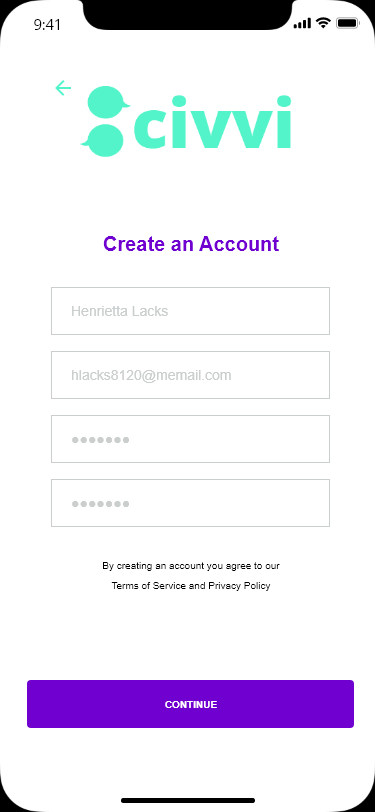 9:41
civvi
Create an Account
Henrietta Lacks
hlacks8120@memail.com
•••••••
•••••••
By creating an account you agree to our
Terms of Service and Privacy Policy
CONTINUE